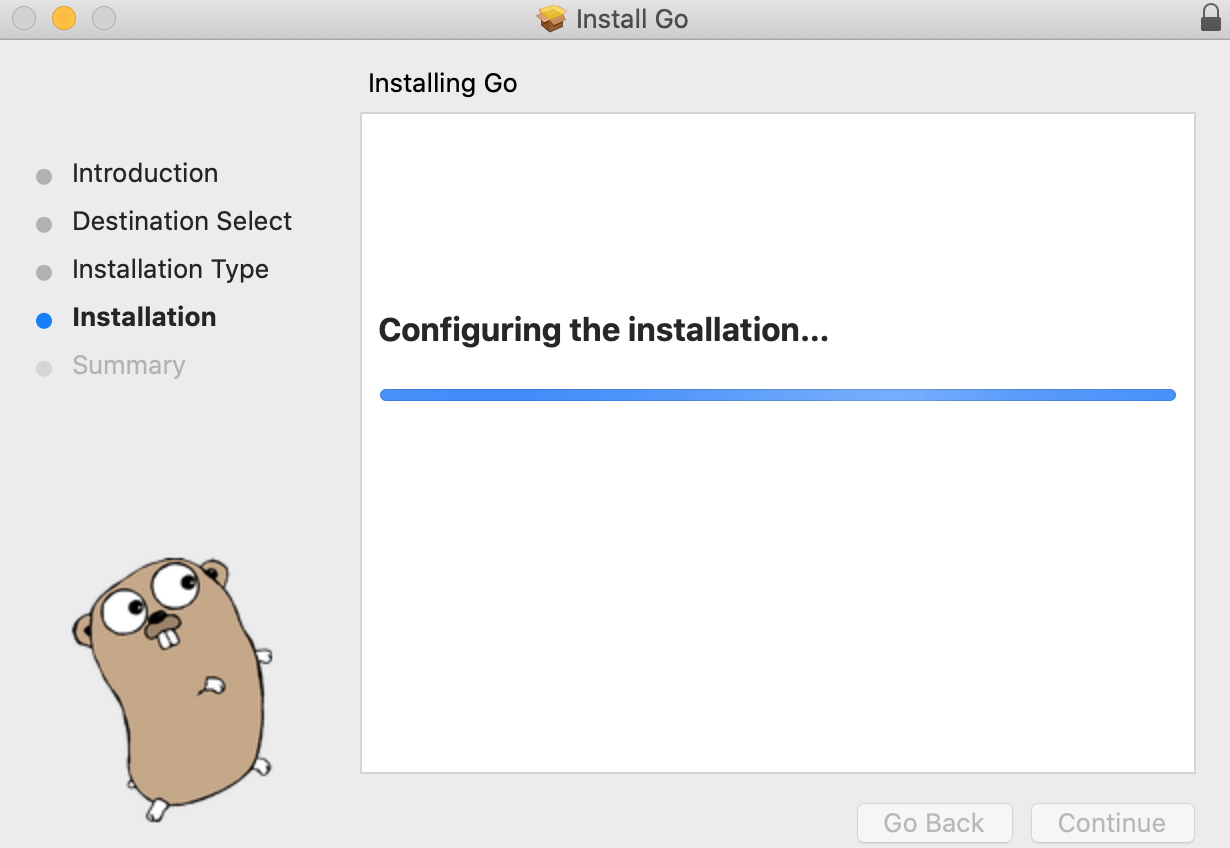 Install Go
Installing Go
Introduction
Destination Select
Installation Type
Installation
Summary
Configuring the installation...
Go Back
Continue